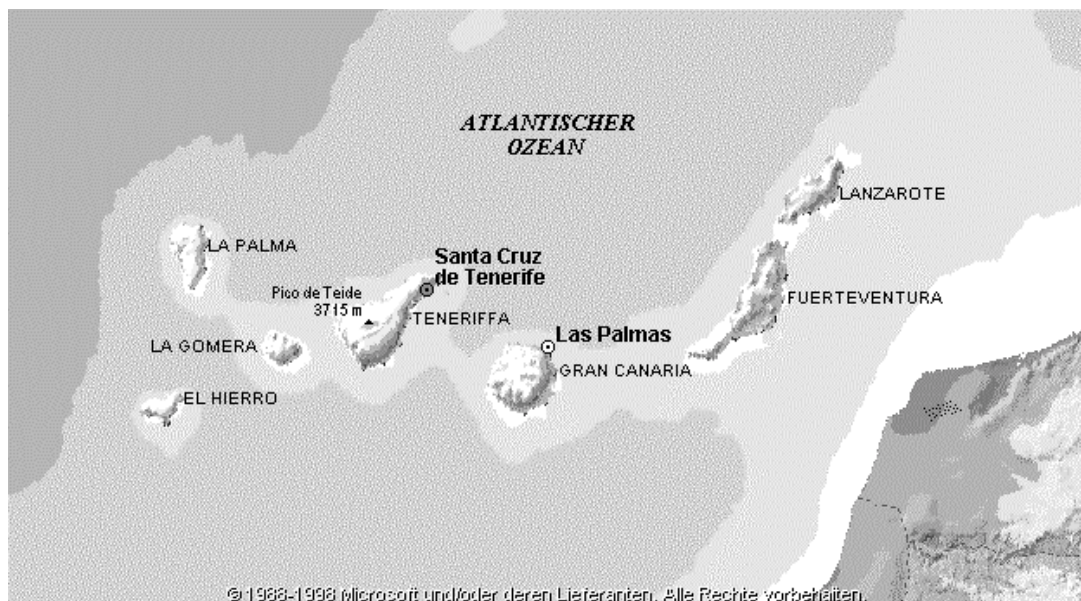 ATLANTISCHER
OZEAN
LANZAROTE
LA PALMA
Santa Cruz
de Tenerife
Pico de Teide
3715 m
TENERIFFA
FUERTEVENTURA
Las Palmas
LA GOMERA
GRAN CANARIA
EL HIERRO
© 1988-1998 Microsoft und/oder deren Lieferanten. Alle Rechte vorbehalten.